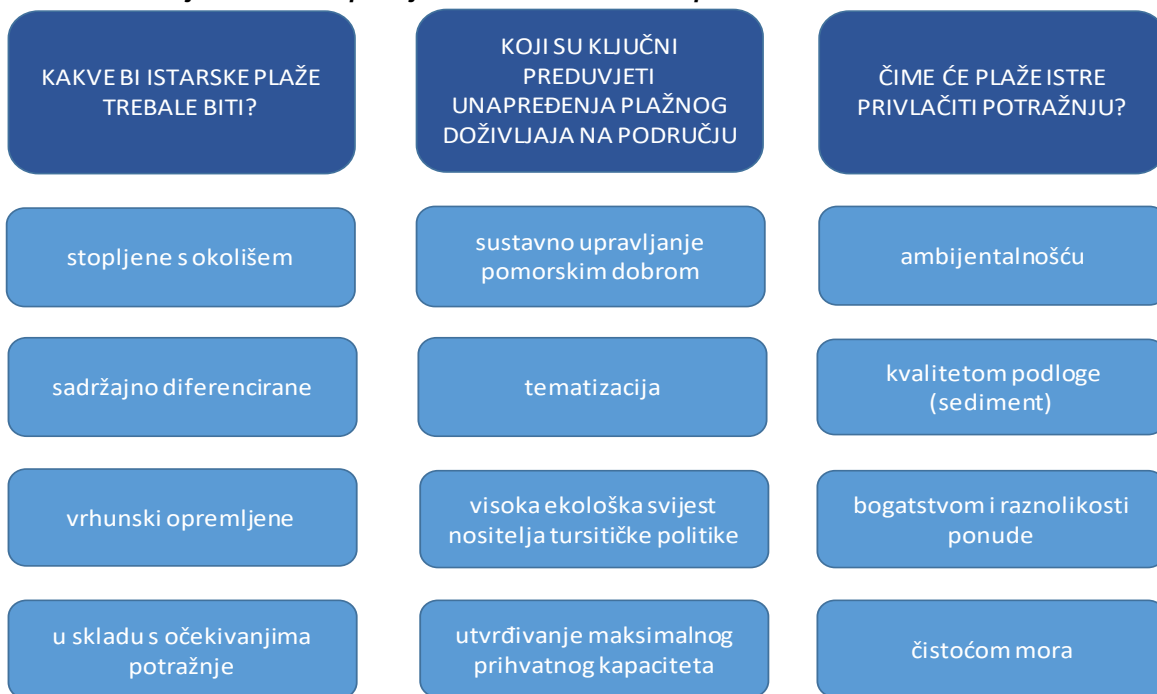 KAKVE BI ISTARSKE PLAŽE
TREBALE BITI?
KOJI SU KLJUČNI
PREDUVJETI
UNAPREĐENJA PLAŽNOG
DOŽIVLJAJA NA PODRUČJU
ČIME ĆE PLAŽE ISTRE
PRIVLAČITI POTRAŽNJU?
stopljene s okolišem
sustavno upravljanje
pomorskim dobrom
ambijentalnošću
sadržajno diferencirane
tematizacija
kvalitetom podloge
(sediment)
vrhunski opremljene
visoka ekološka svijest
nositelja tursitičke politike
bogatstvom i raznolikosti
ponude
u skladu s očekivanjima
potražnje
utvrđivanje maksimalnog
prihvatnog kapaciteta
čistoćom mora